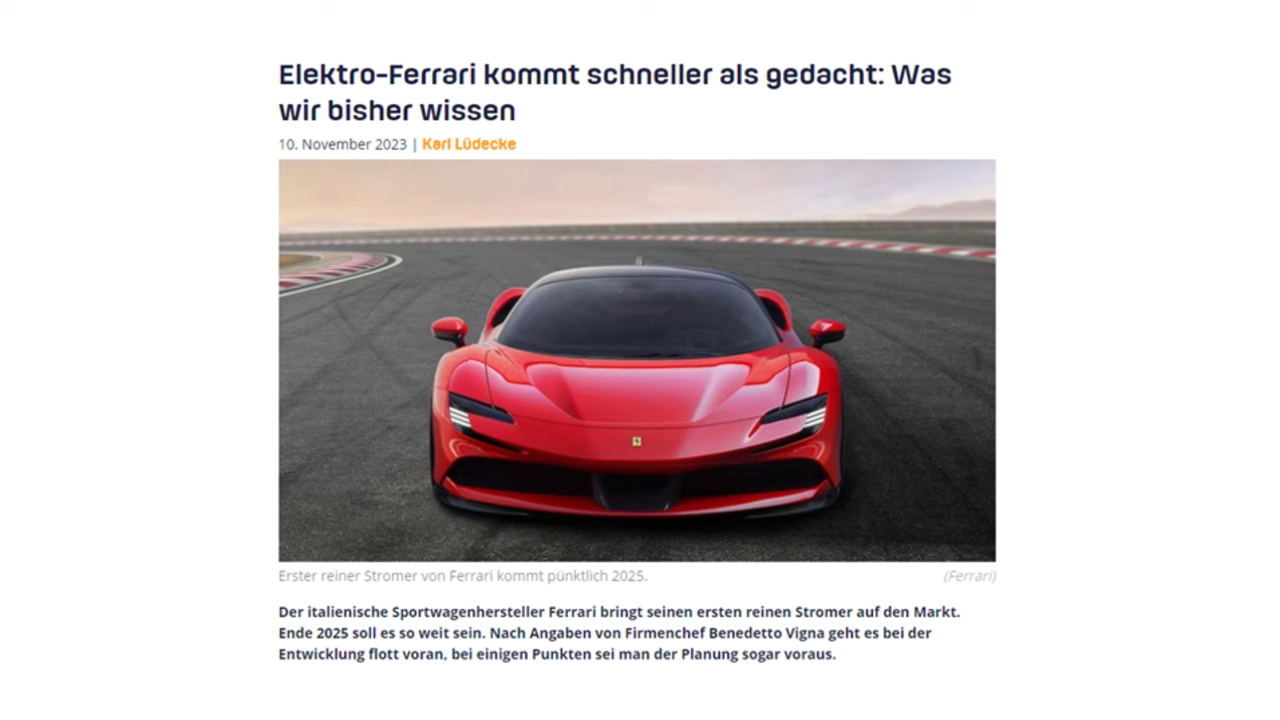 Elektro-Ferrari kommt schneller als gedacht: Was
wir bisher wissen
10. November 2023 | Karl Lüdecke
Erster reiner Stromer von Ferrari kommt pünktlich 2025.
(Ferrari)
Der italienische Sportwagenhersteller Ferrari bringt seinen ersten reinen Stromer auf den Markt.
Ende 2025 soll es so weit sein. Nach Angaben von Firmenchef Benedetto Vigna geht es bei der
Entwicklung flott voran, bei einigen Punkten sei man der Planung sogar voraus.